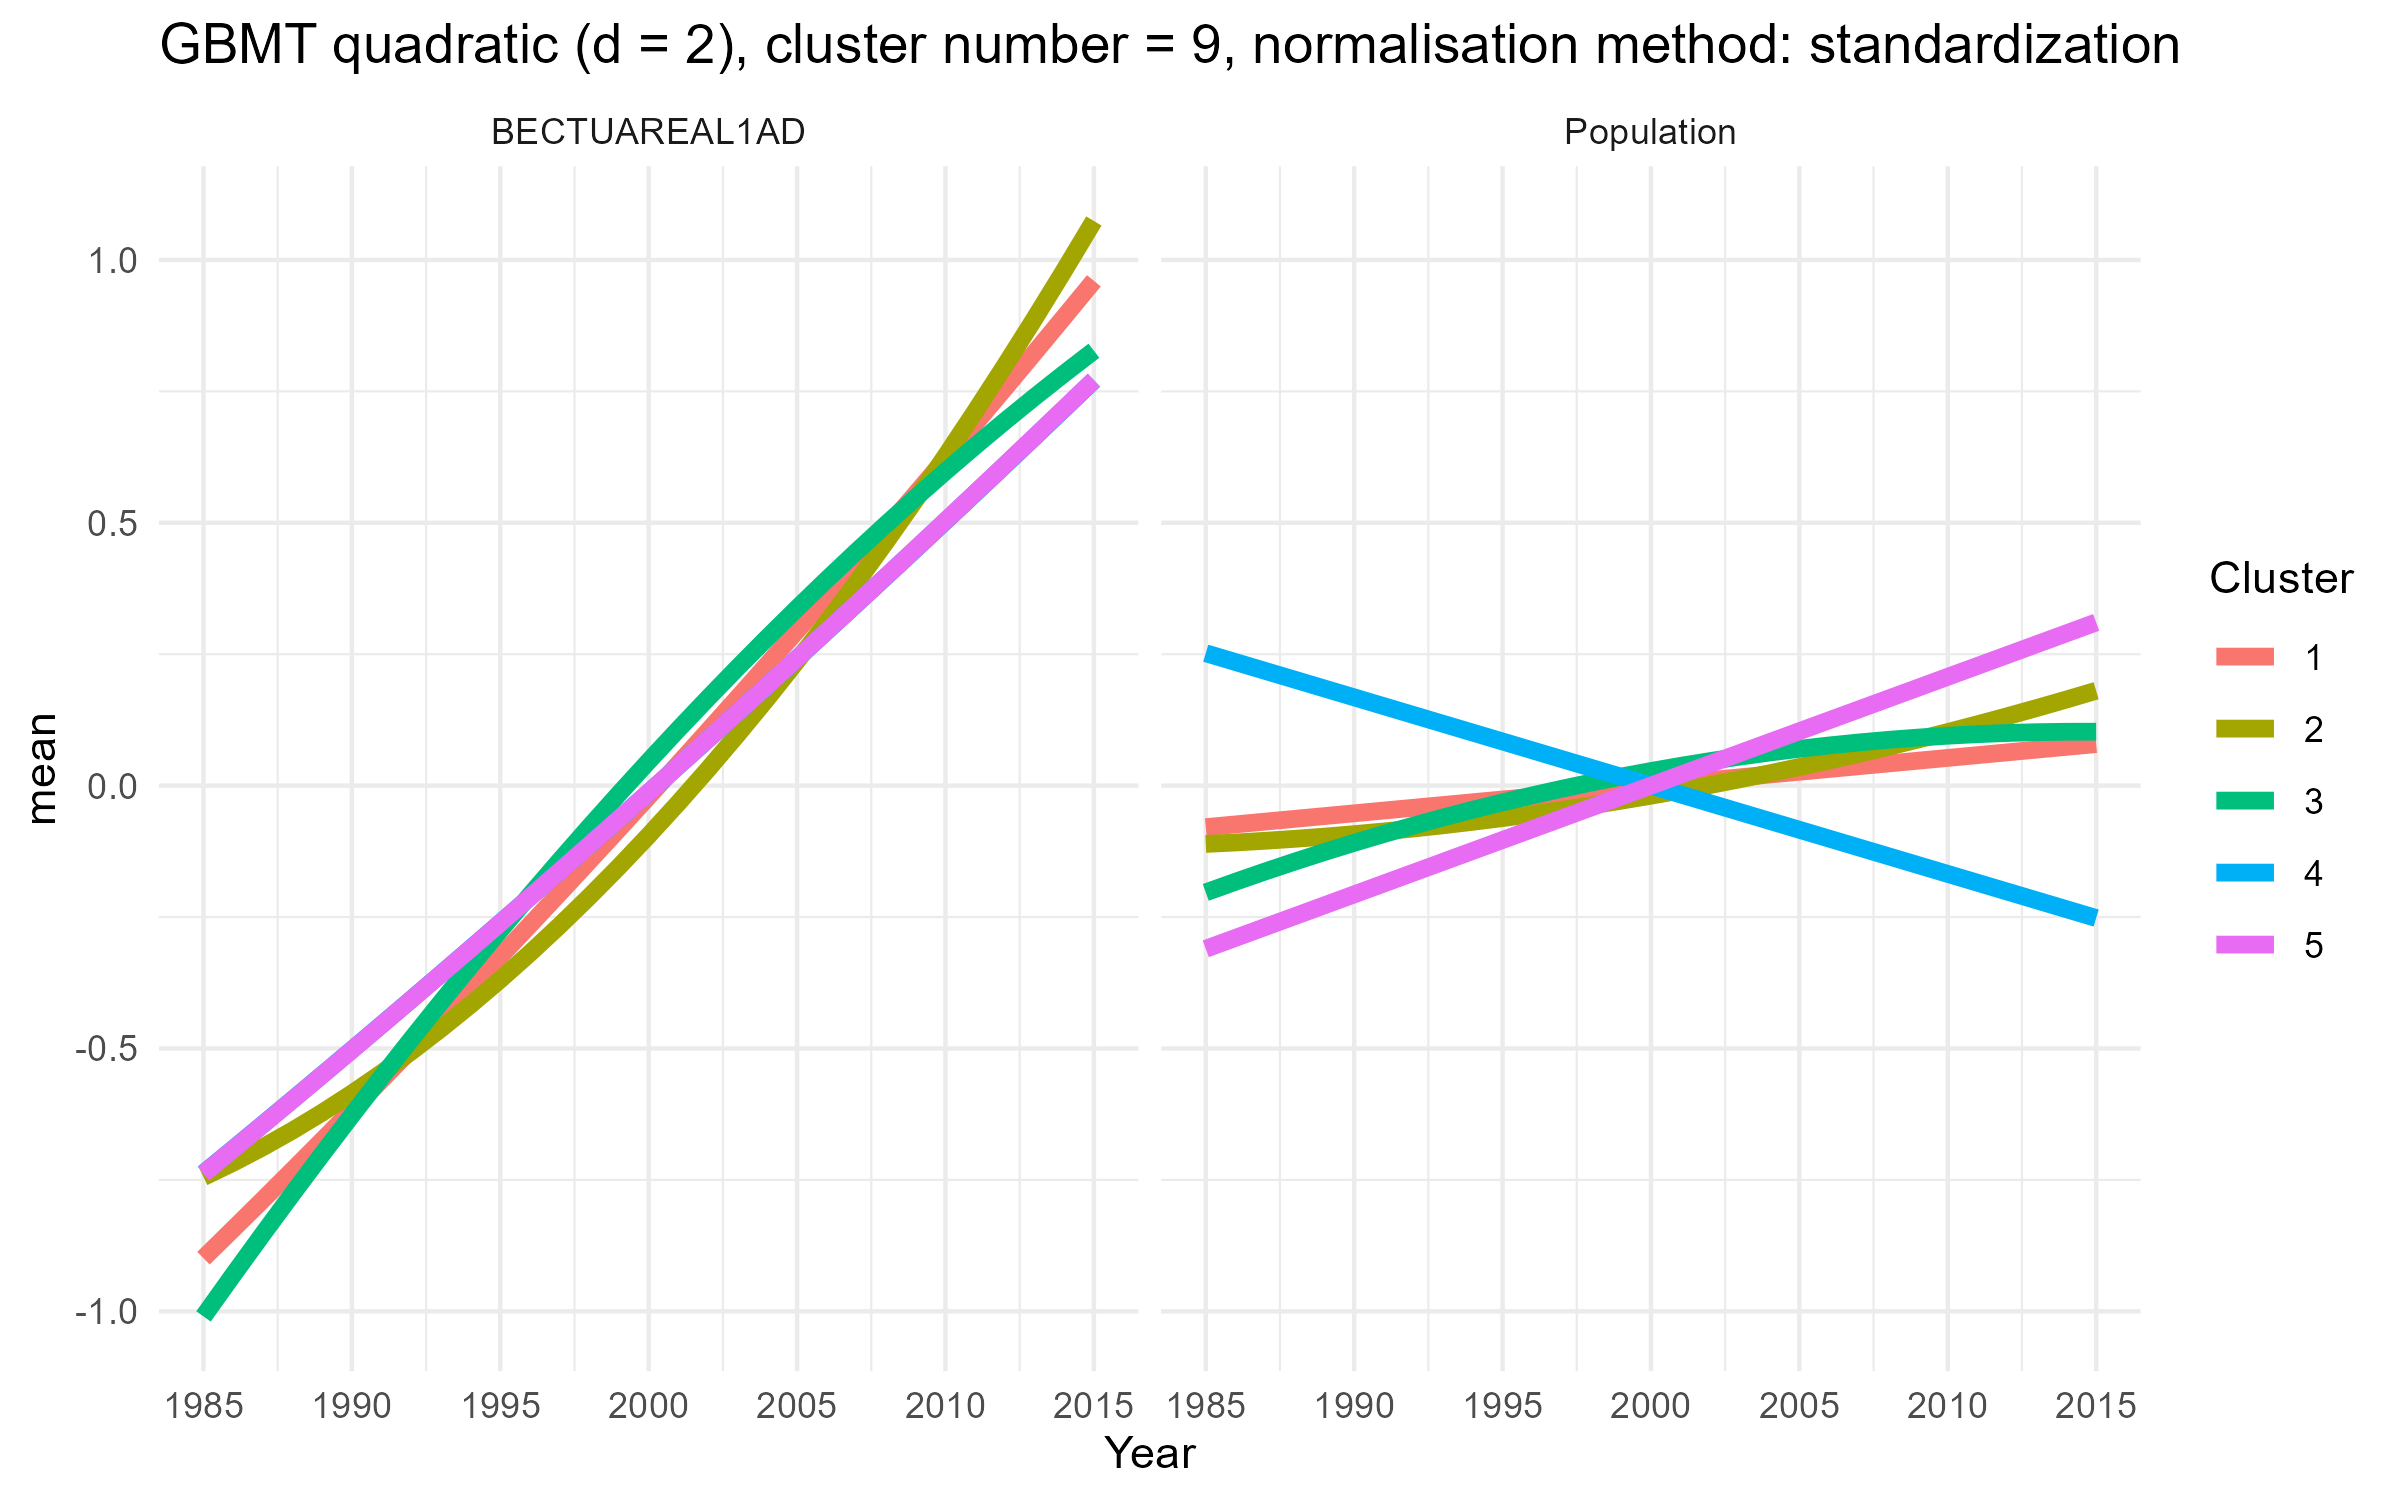 GBMT quadratic (d = 2), cluster number = 9, normalisation method: standardization
BECTUAREAL1AD
Population
1.0
0.5
0.0
-0.5
-1.0
mean
1985 1990 1995 2000 2005 2010 2015
1985 1990 1995 2000 2005 2010 2015
Year
Cluster
1
2
3
4
5